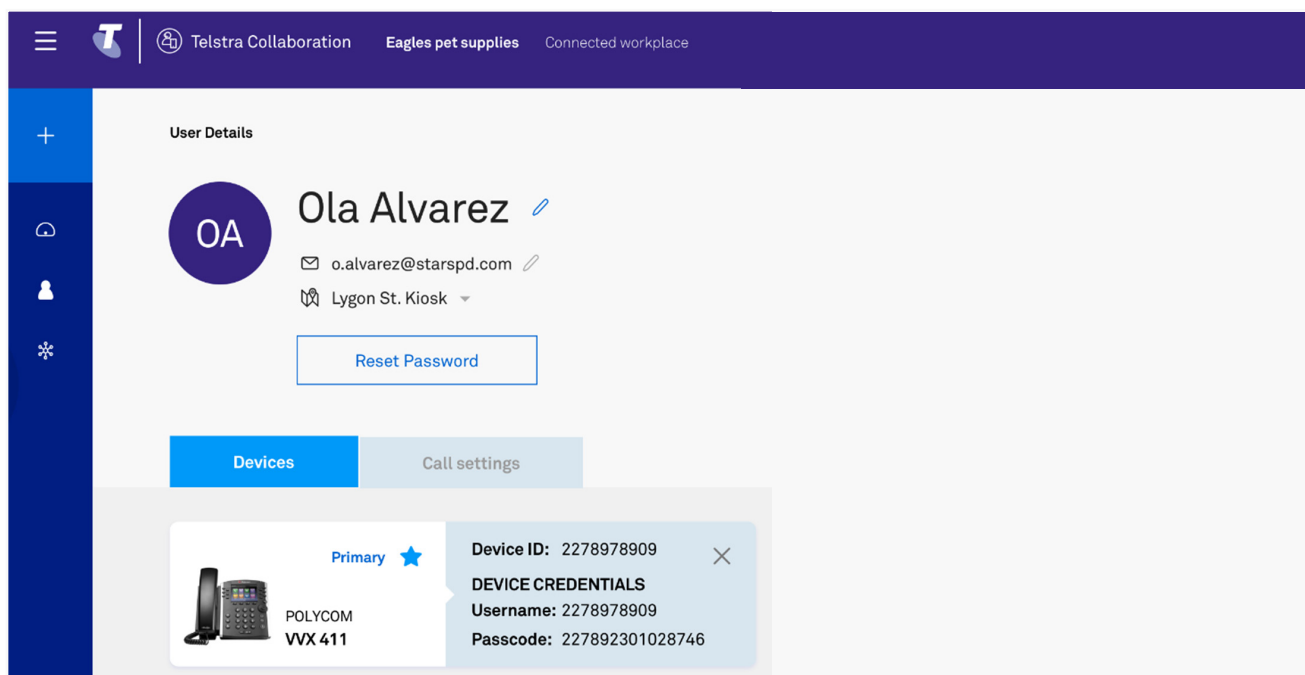 Telstra Collaboration Eagles pet supplies Connected workplace
User Details
OA
Ola Alvarez
o.alvarez@starspd.com
Lygon St. Kiosk
Reset Password
Devices Call settings
Primary
POLYCOM
VVX 411
Device ID: 2278978909
DEVICE CREDENTIALS
Username: 2278978909
Passcode: 227892301028746